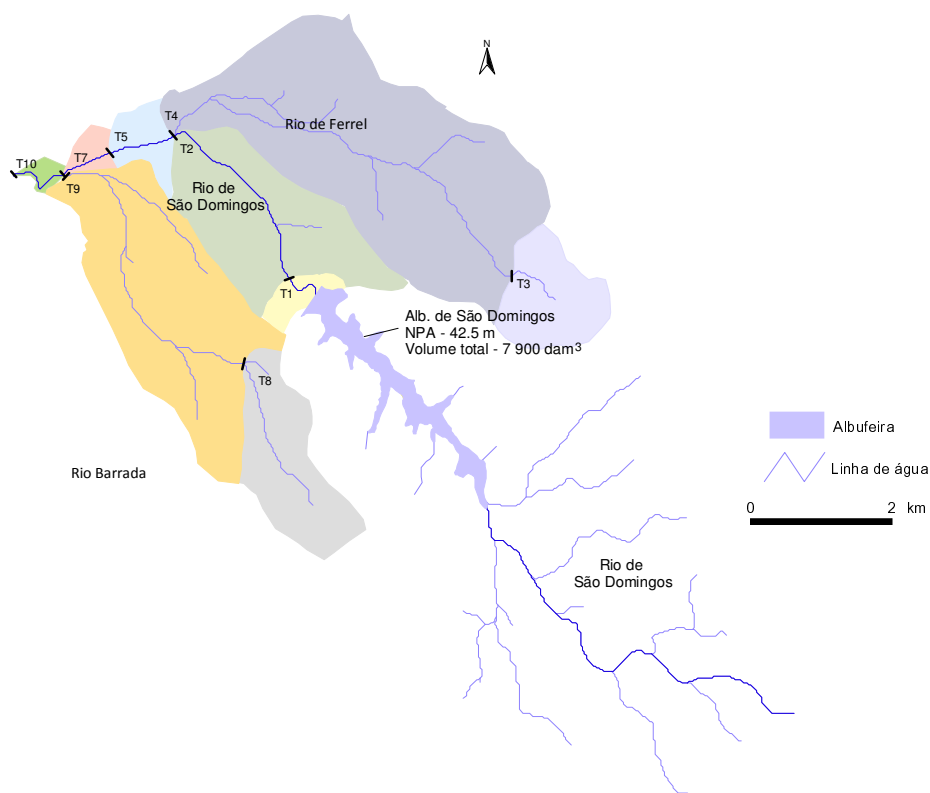 N
T4
Rio de Ferrel
T5
T2
T7
T10
T9
Rio de
São Domingos
T3
T1
Alb. de São Domingos
NPA - 42.5 m
Volume total - 7 900 dam³
T8
Albufeira
Rio Barrada
Linha de água
0 2 km
Rio de
São Domingos